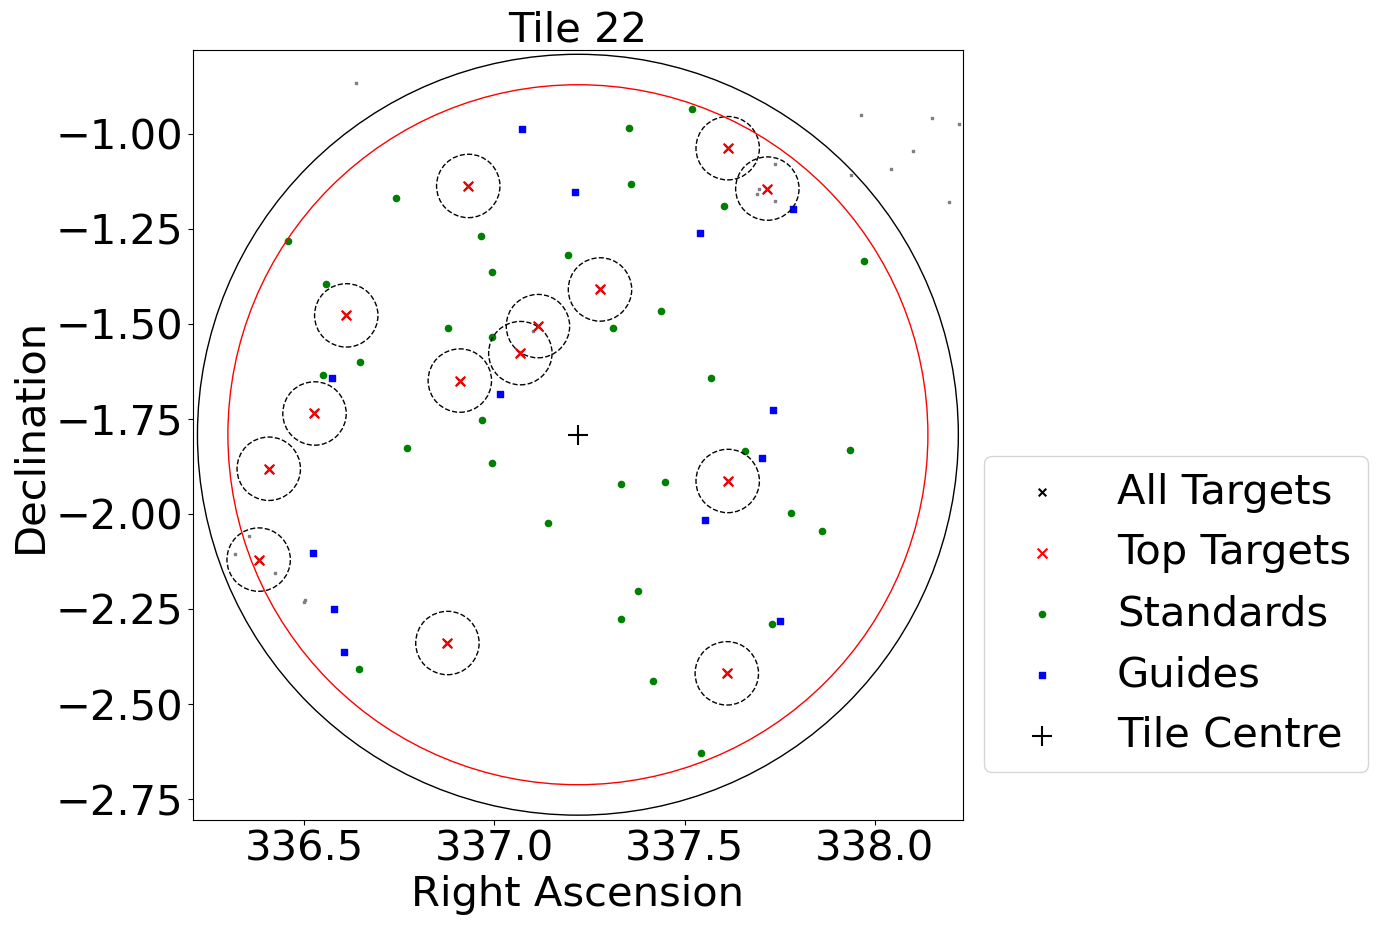 Tile 22
Declination
−1.00
−1.25
−1.50
−1.75
−2.00
−2.25
−2.50
−2.75
336.5 337.0 337.5 338.0
Right Ascension
All Targets
Top Targets
Standards
Guides
Tile Centre